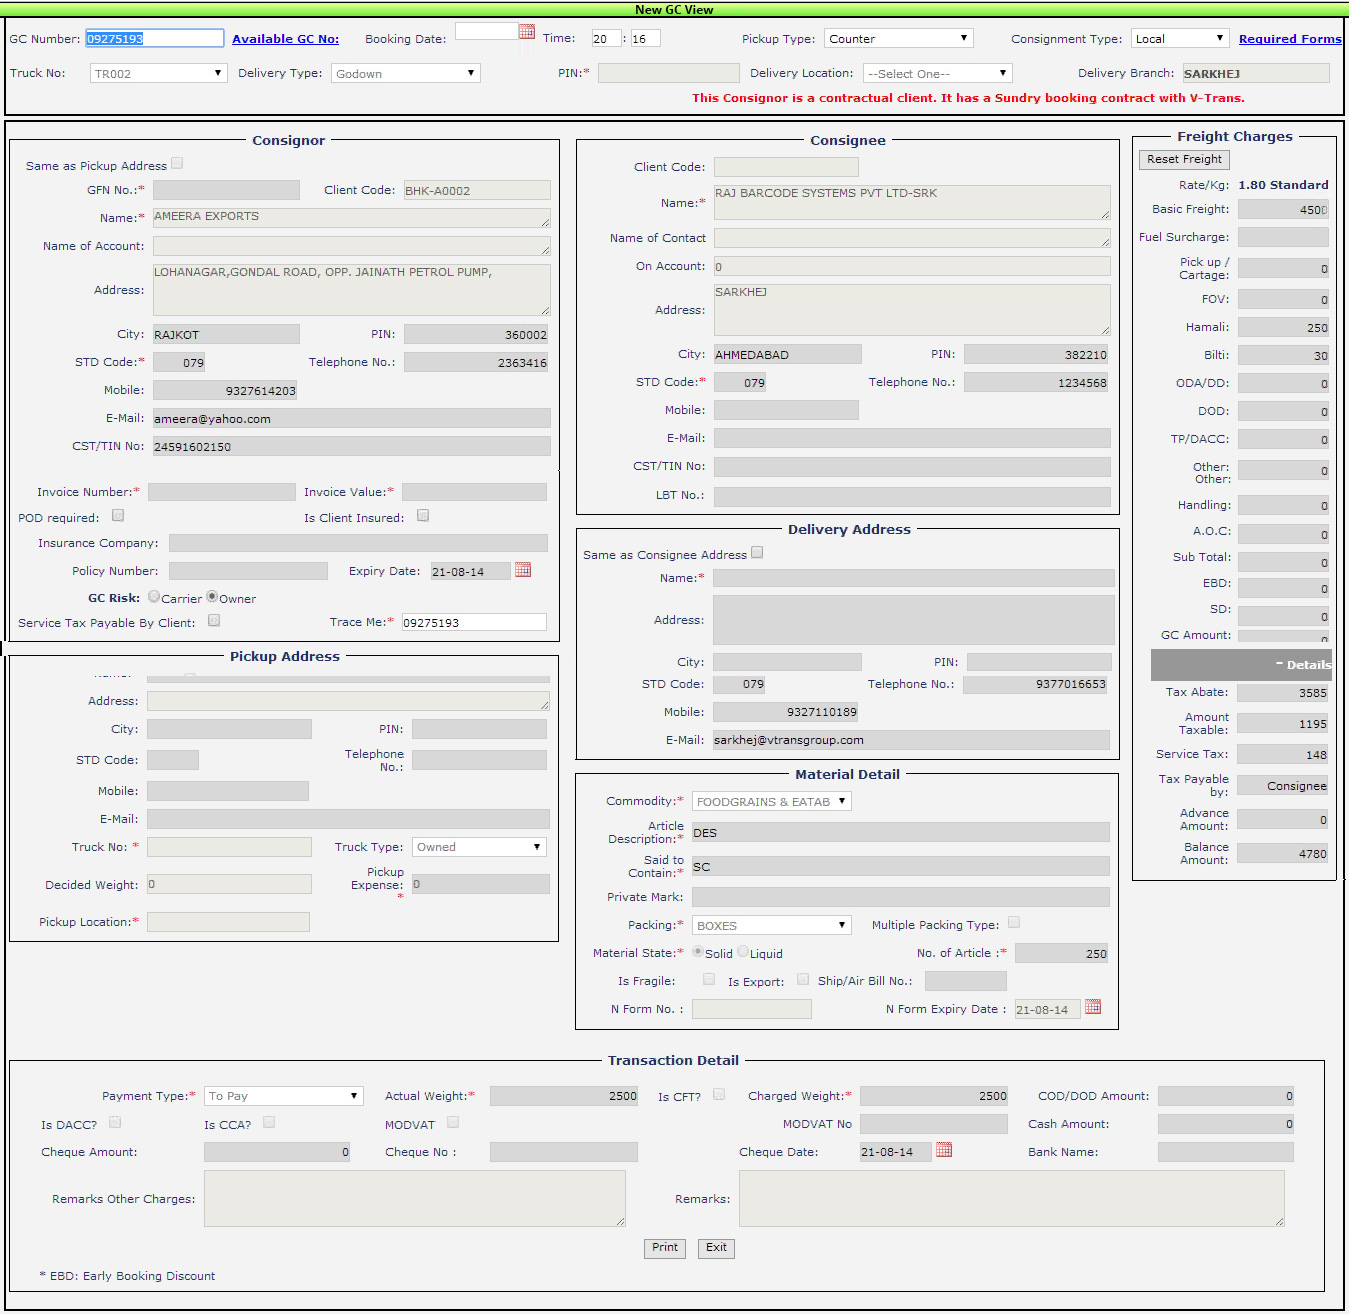 New GC View
GC Number: 09275193 Available GC No: Booking Date: Time: 20 : 16 Pickup Type: Counter Consignment Type: Local Required Forms
Truck No: TR002 Delivery Type: Godown PIN:* Delivery Location: --Select One-- Delivery Branch: SARKHEJ
This Consignor is a contractual client. It has a Sundry booking contract with V-Trans.
Consignor
Same as Pickup Address
GFN No.:* Client Code: BHK-A0002
Name:* AMEERA EXPORTS
Name of Account:
Address: LOHANAGAR,GONDAL ROAD, OPP. JAINATH PETROL PUMP,
City: RAJKOT PIN: 360002
STD Code:* 079 Telephone No.: 2363416
Mobile: 9327614203
E-Mail: ameera@yahoo.com
CST/TIN No: 24591602150
Invoice Number:* Invoice Value:*
POD required: Is Client Insured:
Insurance Company:
Policy Number: Expiry Date: 21-08-14
GC Risk: Carrier Owner
Service Tax Payable By Client: Trace Me:* 09275193
Pickup Address
Address:
City: PIN:
STD Code: Telephone
No.:
Mobile:
E-Mail:
Truck No: * Truck Type: Owned
Decided Weight: 0 Pickup
Expense: 0
*
Pickup Location:*
Consignee
Client Code:
Name:* RAJ BARCODE SYSTEMS PVT LTD-SRK
Name of Contact
On Account: 0
Address: SARKHEJ
City: AHMEDABAD PIN: 382210
STD Code:* 079 Telephone No.: 1234568
Mobile:
E-Mail:
CST/TIN No:
LBT No.:
Delivery Address
Same as Consignee Address
Name:*
Address:
City: PIN:
STD Code: 079 Telephone No.: 9377016653
Mobile: 9327110189
E-Mail: sarkhej@vtransgroup.com
Material Detail
Commodity:* FOODGRAINS & EATAB
Article
Description:* DES
Said to
Contain:* SC
Private Mark:
Packing:* BOXES Multiple Packing Type:
Material State:* Solid Liquid No. of Article :* 250
Is Fragile: Is Export: Ship/Air Bill No.:
N Form No. : N Form Expiry Date : 21-08-14
Freight Charges
Reset Freight
Rate/Kg: 1.80 Standard
Basic Freight: 4500
Fuel Surcharge:
Pick up /
Cartage: 0
FOV: 0
Hamali: 250
Bilti: 30
ODA/DD: 0
DOD: 0
TP/DACC: 0
Other: 0
Other:
Handling: 0
A.O.C: 0
Sub Total: 0
EBD: 0
SD: 0
GC Amount: 0
- Details
Tax Abate: 3585
Amount
Taxable: 1195
Service Tax: 148
Tax Payable
by: Consignee
Advance
Amount: 0
Balance
Amount: 4780
Transaction Detail
Payment Type:* To Pay Actual Weight:* 2500 Is CFT? Charged Weight:* 2500 COD/DOD Amount: 0
Is DACC? Is CCA? MODVAT MODVAT No Cash Amount: 0
Cheque Amount: 0 Cheque No : Cheque Date: 21-08-14 Bank Name:
Remarks Other Charges: Remarks:
Print Exit
* EBD: Early Booking Discount